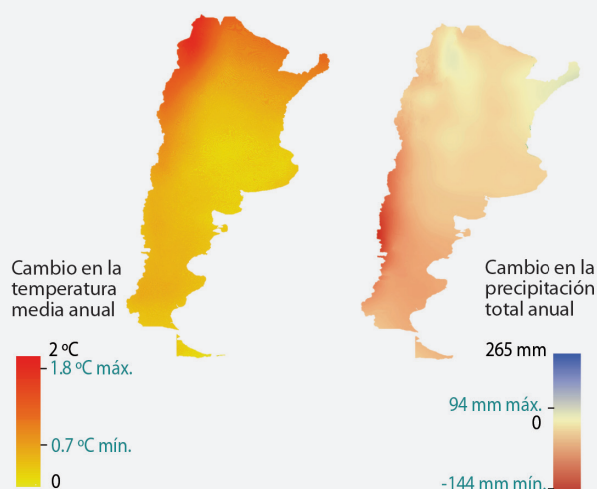 Cambio en la
temperatura
media anual
2 ºC
1.8 ºC máx.
0.7 ºC mín.
0
Cambio en la
precipitación
total anual
265 mm
94 mm máx.
0
-144 mm mín.